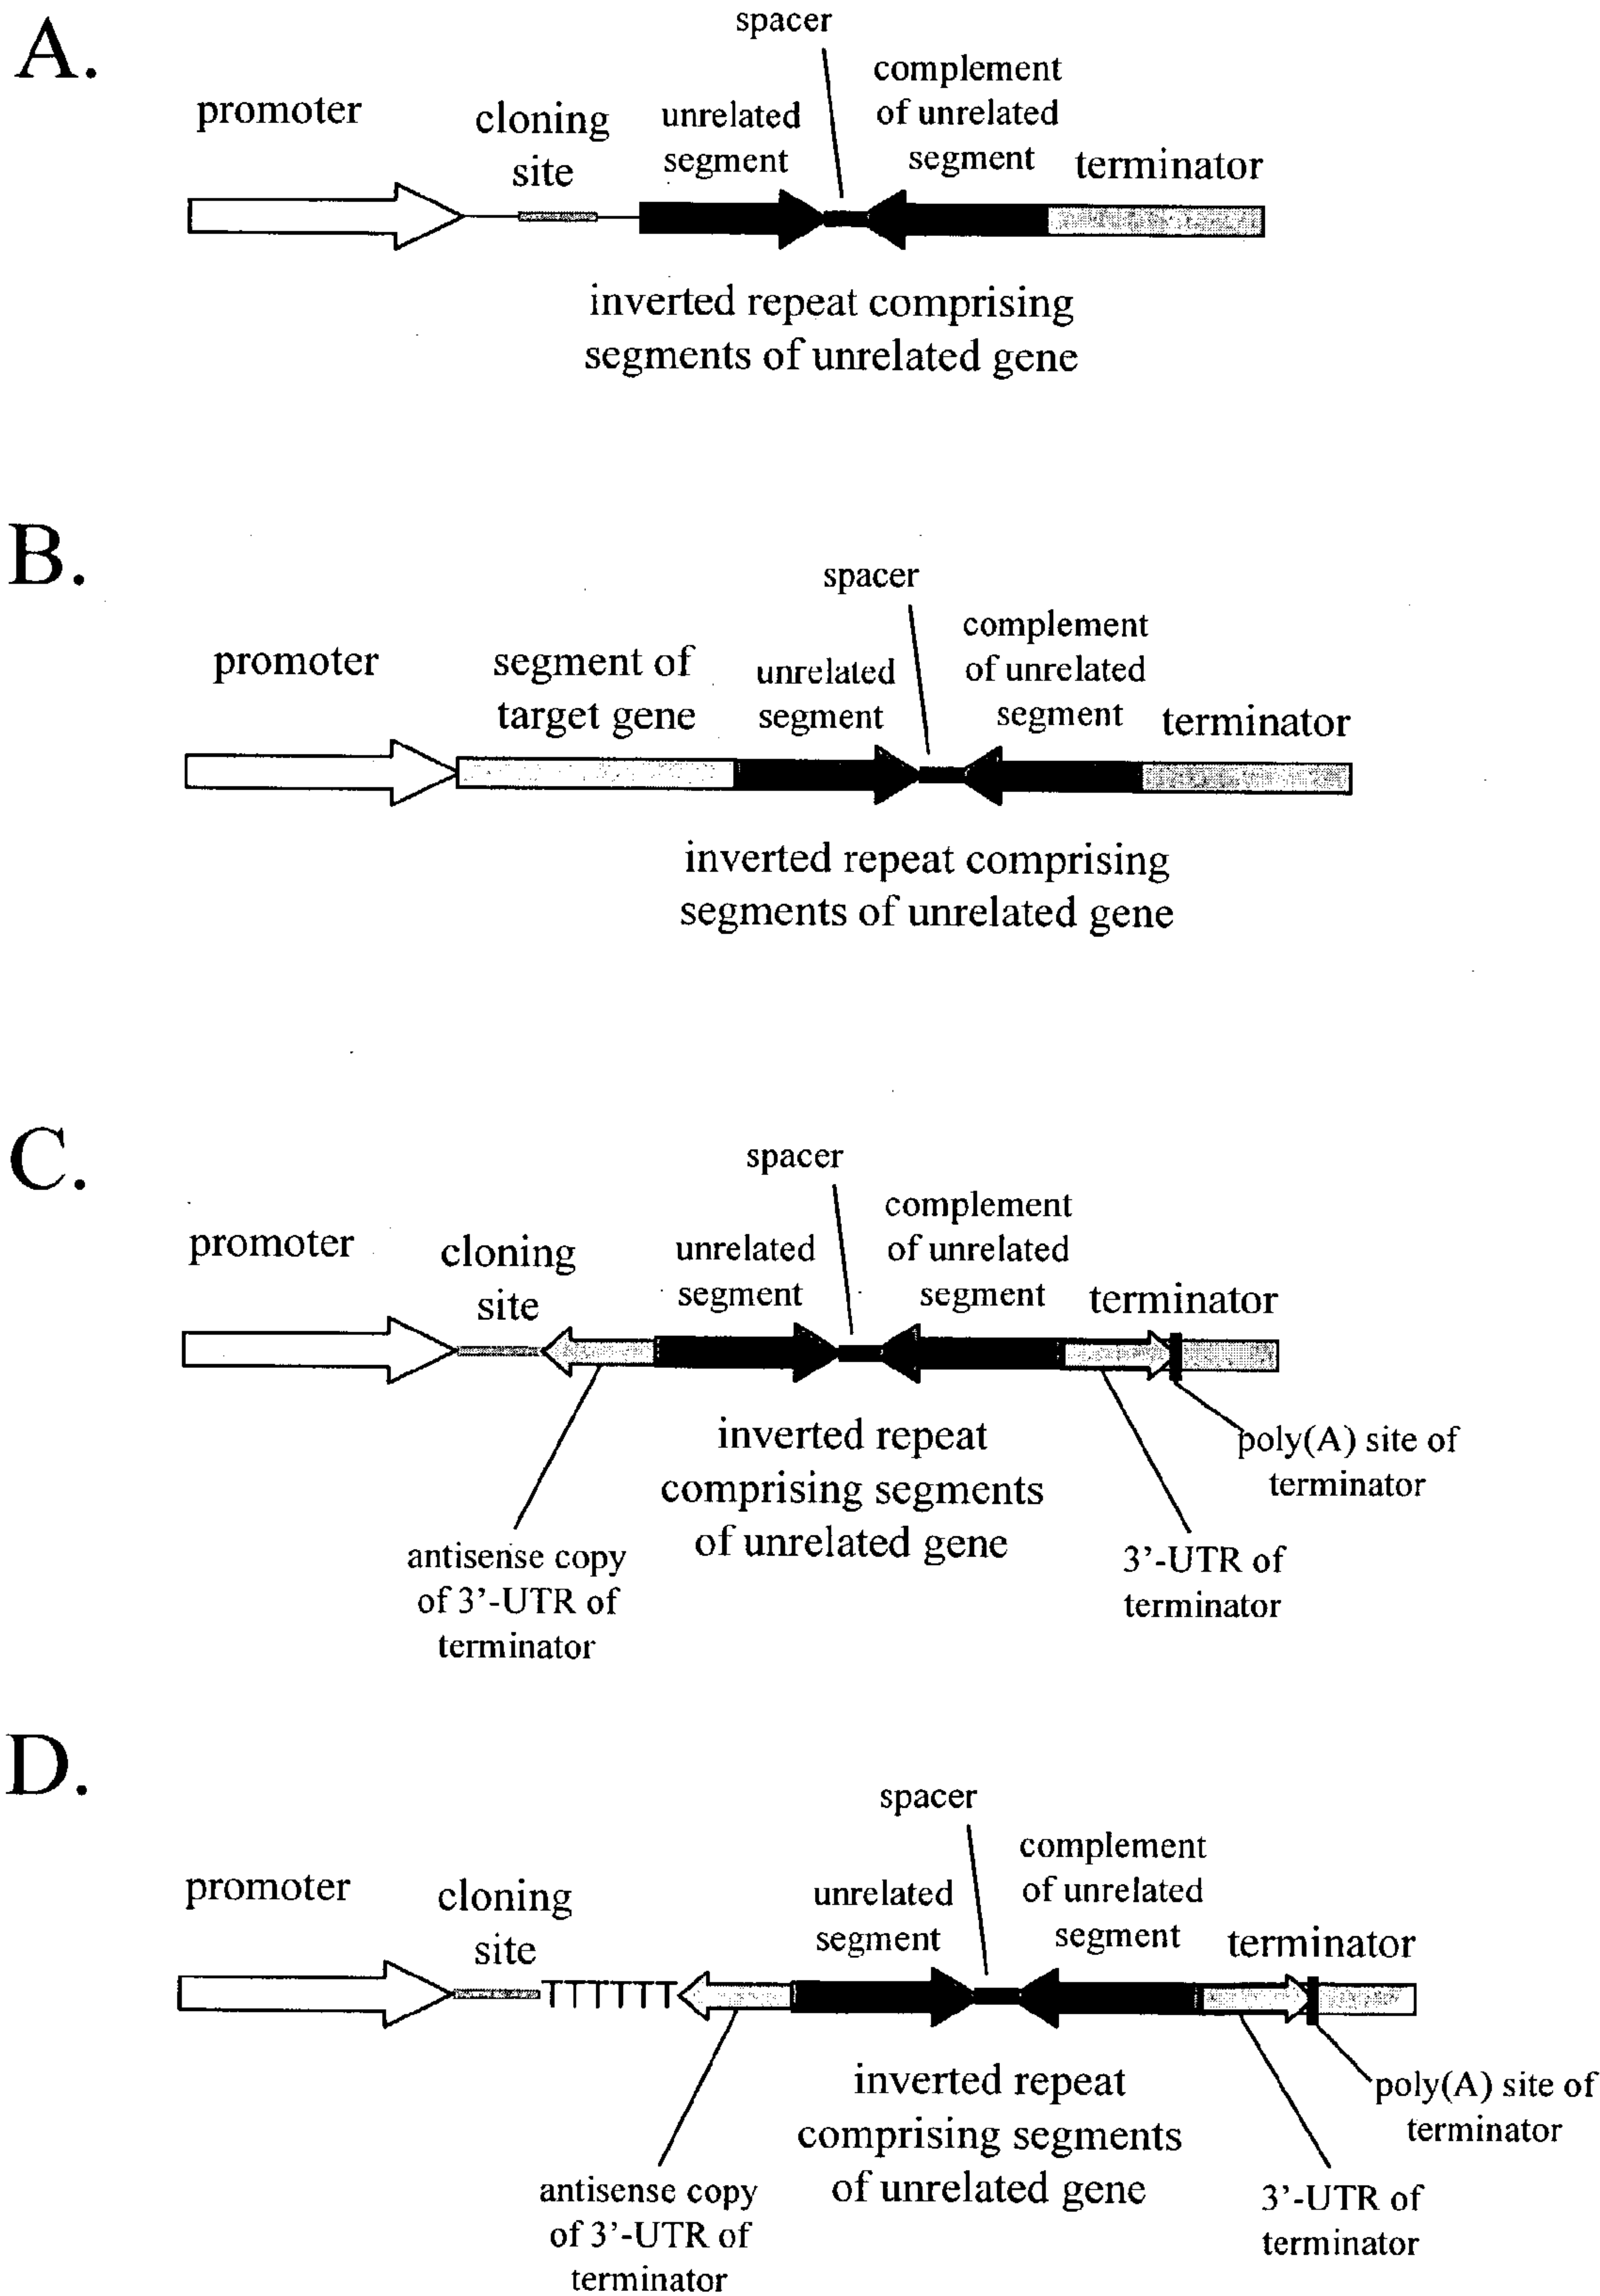 A.
spacer
promoter
cloning
site
unrelated
segment
complement
of unrelated
segment
terminator
inverted repeat comprising
segments of unrelated gene
B.
spacer
promoter
segment of
target gene
unrelated
segment
complement
of unrelated
segment
terminator
inverted repeat comprising
segments of unrelated gene
C.
spacer
promoter
cloning
site
unrelated
segment
complement
of unrelated
segment
terminator
inverted repeat
comprising segments
of unrelated gene
poly(A) site of
terminator
antisense copy
of 3’-UTR of
terminator
3’-UTR of
terminator
D.
spacer
promoter
cloning
site
unrelated
segment
complement
of unrelated
segment
terminator
TTTTTT
inverted repeat
comprising segments
of unrelated gene
poly(A) site of
terminator
antisense copy
of 3’-UTR of
terminator
3’-UTR of
terminator